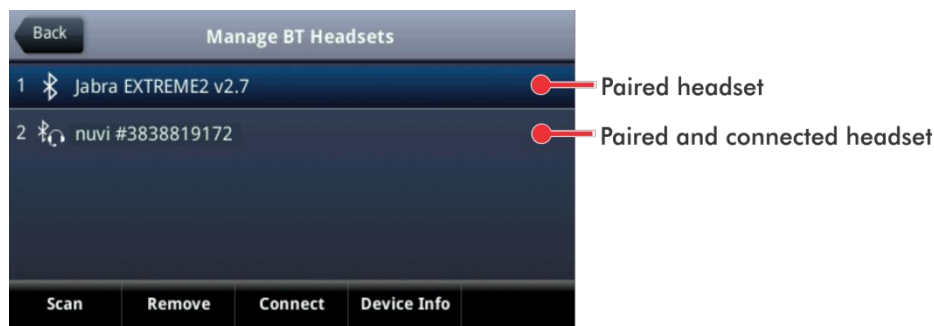 Back
Manage BT Headsets
1 Jabra EXTREME2 v2.7
Paired headset
2 nuvi #3838819172
Paired and connected headset
Scan Remove Connect Device Info